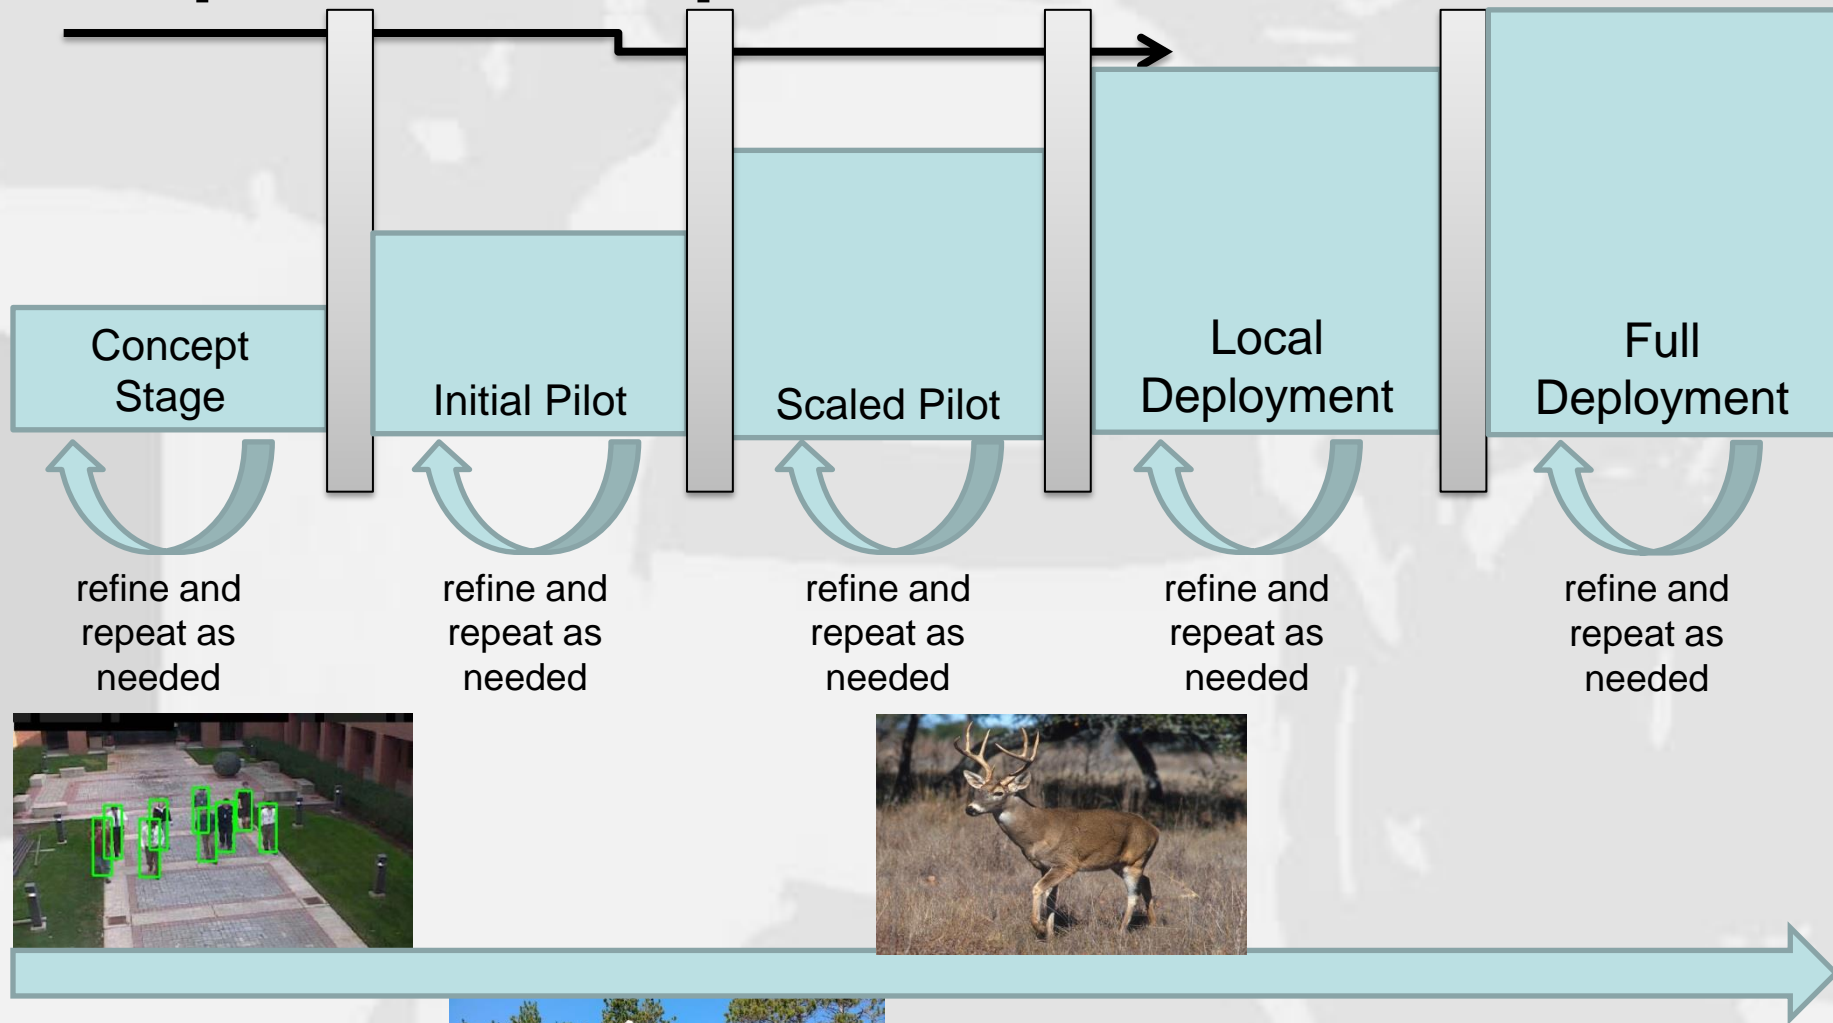 Concept
Stage
Initial Pilot
Scaled Pilot
Local
Deployment
Full
Deployment
refine and
repeat as
needed
refine and
repeat as
needed
refine and
repeat as
needed
refine and
repeat as
needed
refine and
repeat as
needed